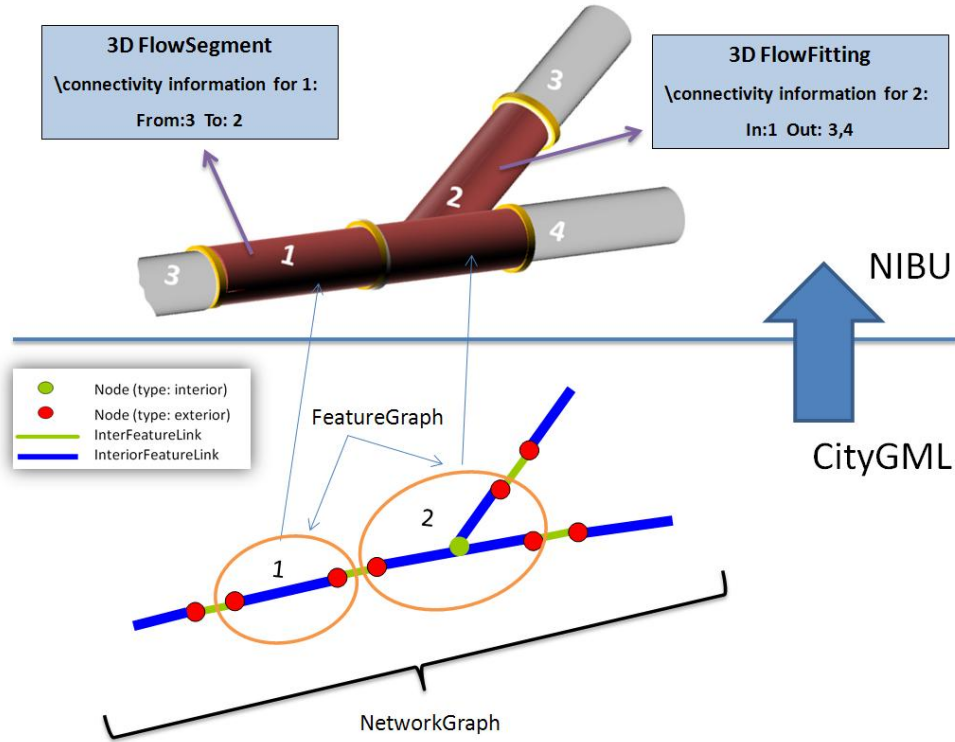 3D FlowSegment
\connectivity information for 1:
From:3 To: 2
3D FlowFitting
\connectivity information for 2:
In:1 Out: 3,4
3
2
1
3
4
NIBU
CityGML
Node (type: interior)
Node (type: exterior)
InterFeatureLink
InteriorFeatureLink
FeatureGraph
2
1
NetworkGraph